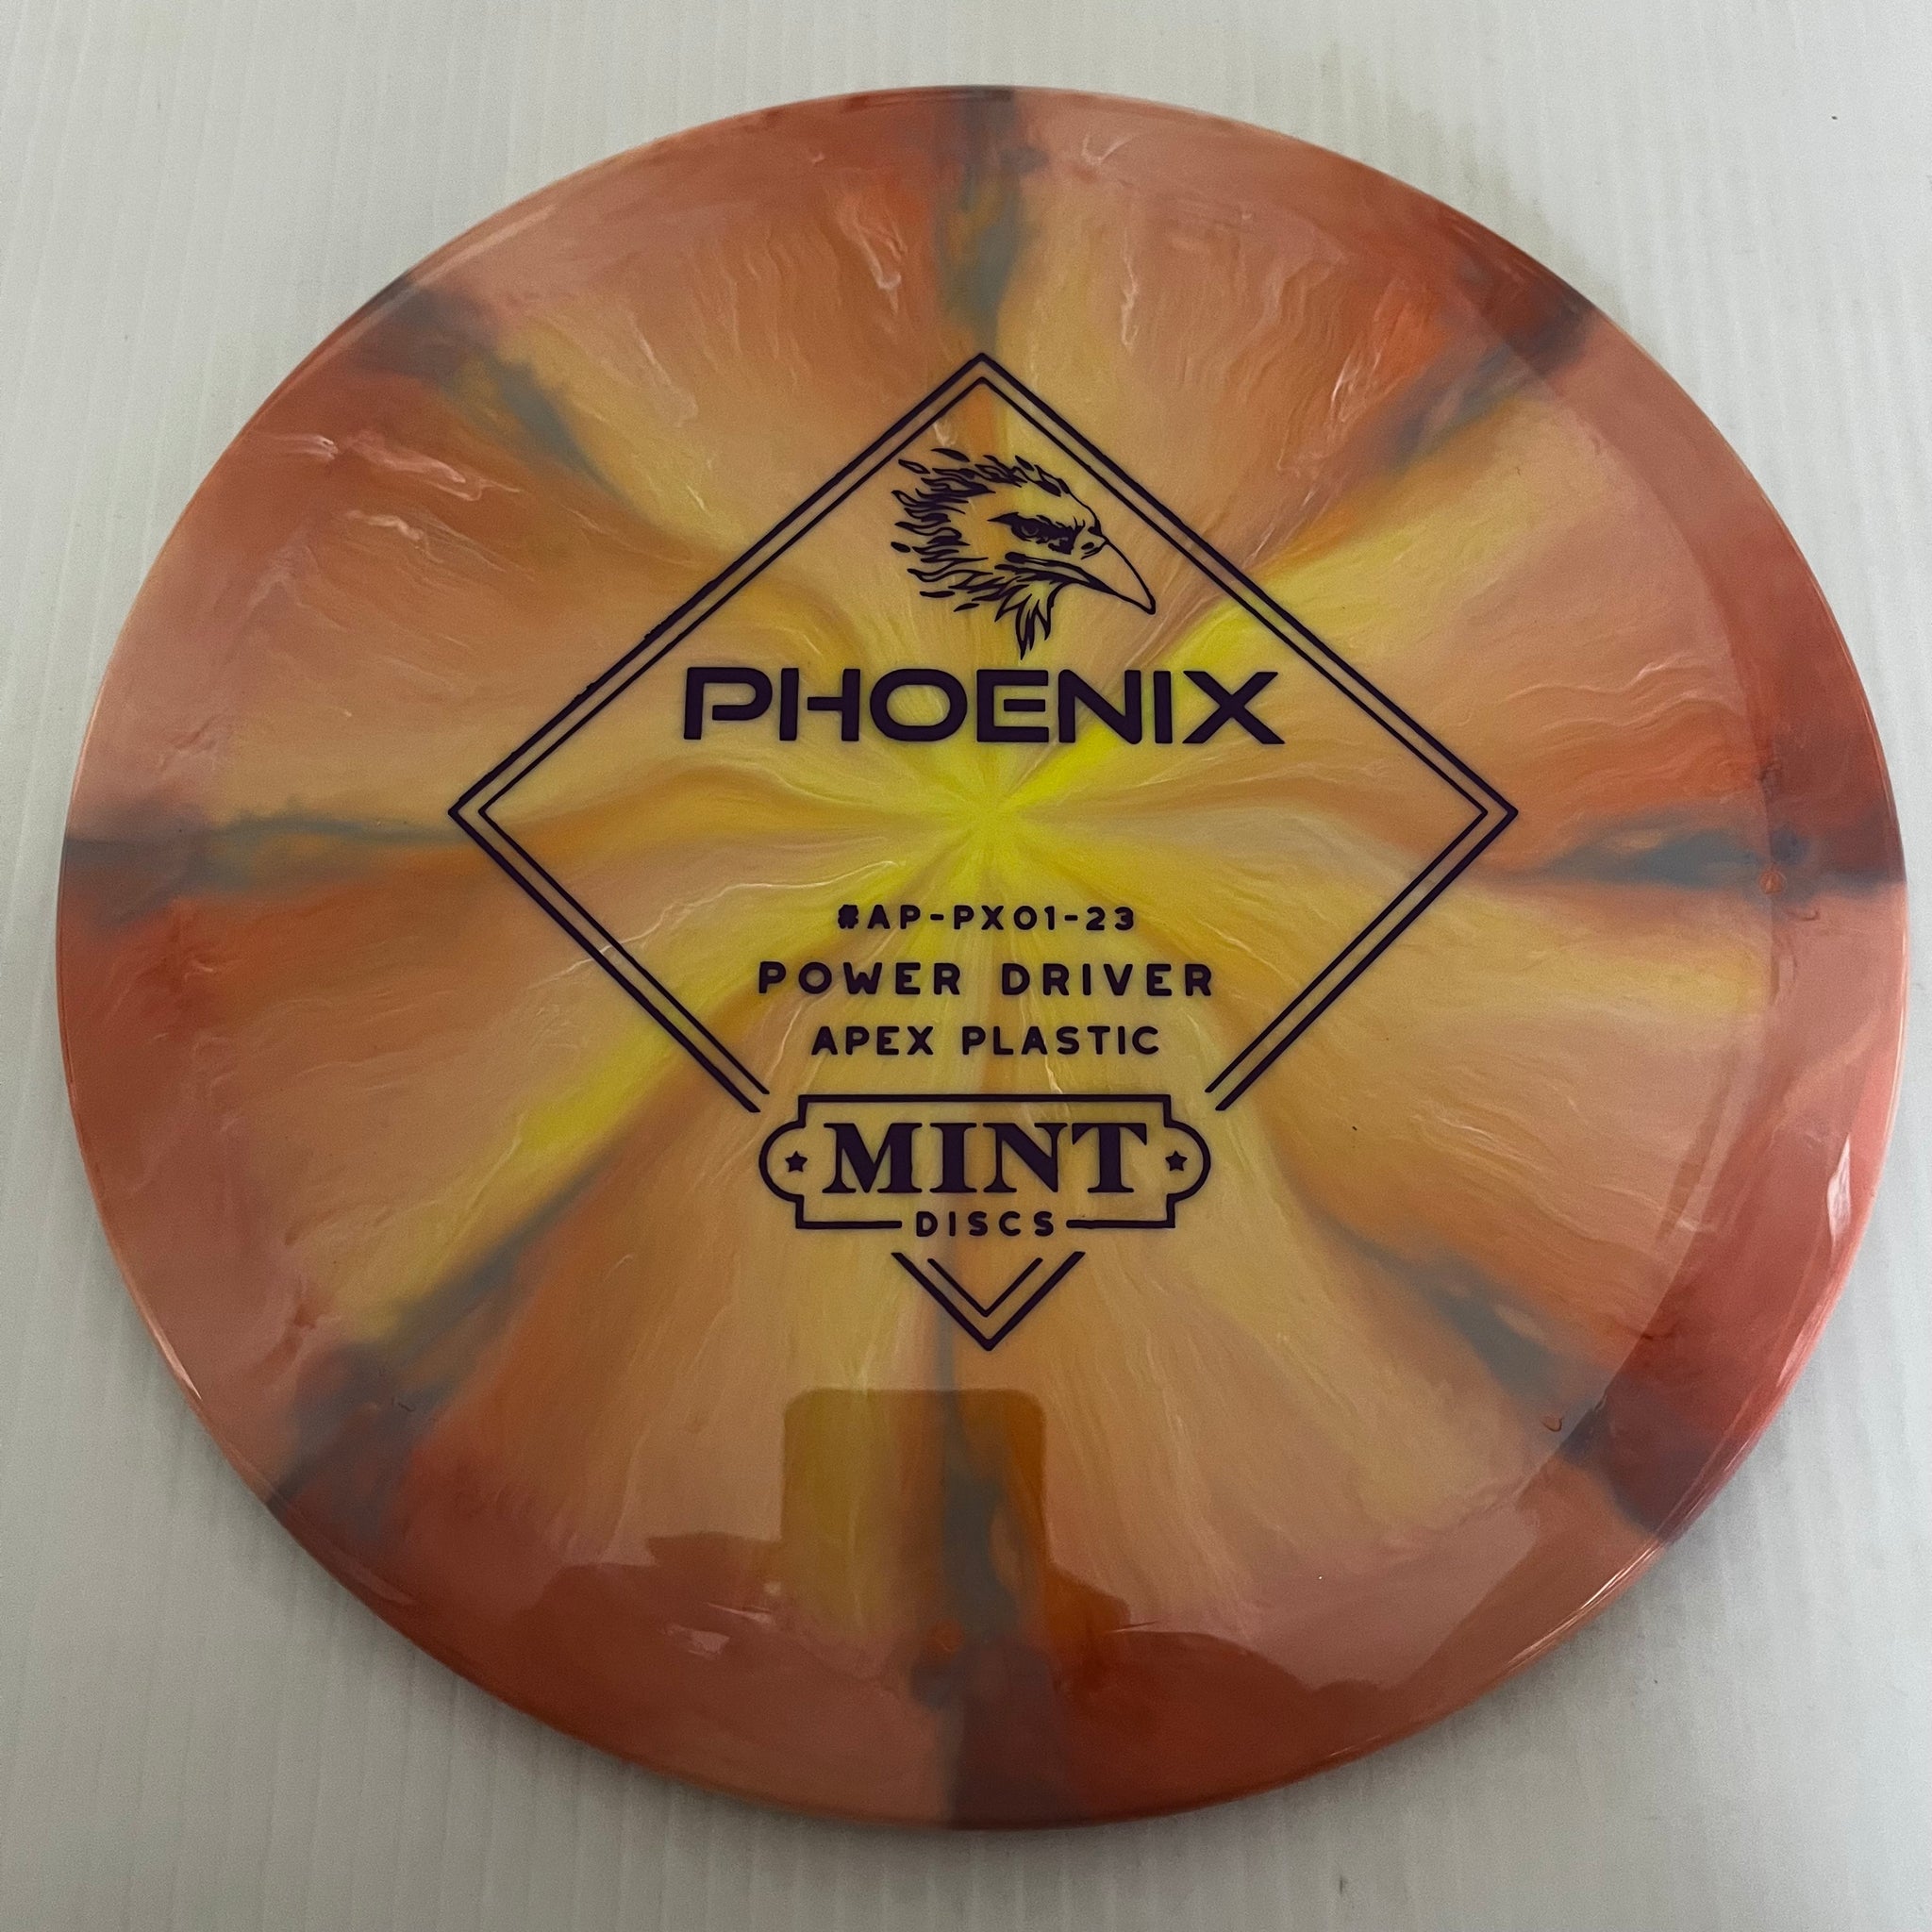 PHOENIX
#AP-PX01-23
POWER DRIVER
APEX PLASTIC
MINT
DISCS